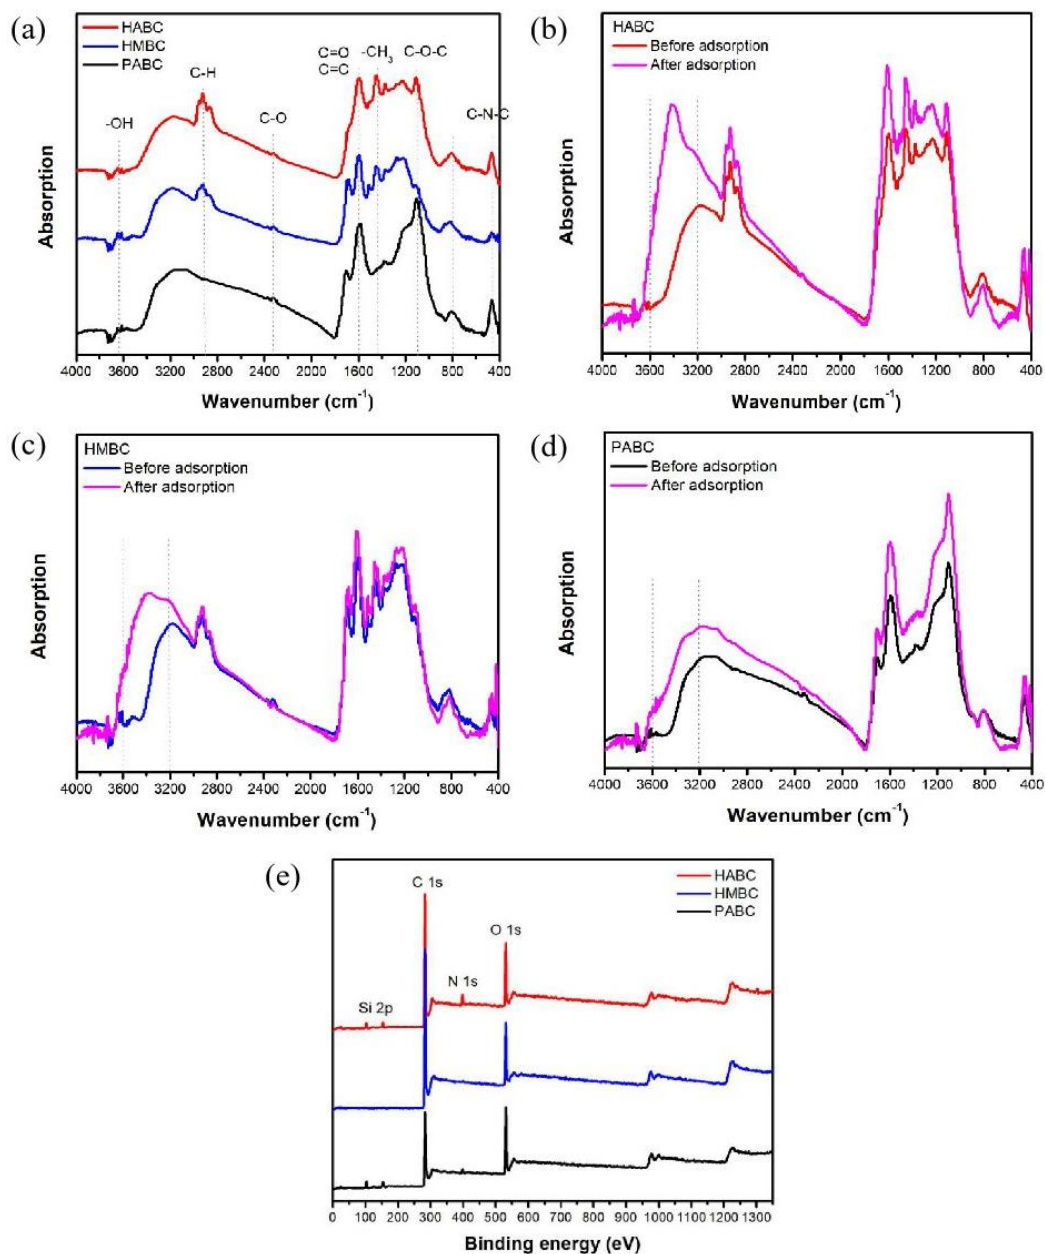 (a)
HABC
HMBC
PABC
-OH
C-H
C-O
C=O
C=C
-CH3
C-O-C
C-N-C
Absorption
4000 3600 3200 2800 2400 2000 1600 1200 800 400
Wavenumber (cm-1)
(b)
HABC
Before adsorption
After adsorption
Absorption
4000 3600 3200 2800 2400 2000 1600 1200 800 400
Wavenumber (cm-1)
(c)
HMBC
Before adsorption
After adsorption
Absorption
4000 3600 3200 2800 2400 2000 1600 1200 800 400
Wavenumber (cm-1)
(d)
PABC
Before adsorption
After adsorption
Absorption
4000 3600 3200 2800 2400 2000 1600 1200 800 400
Wavenumber (cm-1)
(e)
HABC
HMBC
PABC
C 1s
O 1s
N 1s
Si 2p
0 100 200 300 400 500 600 700 800 900 1000 1100 1200 1300
Binding energy (eV)